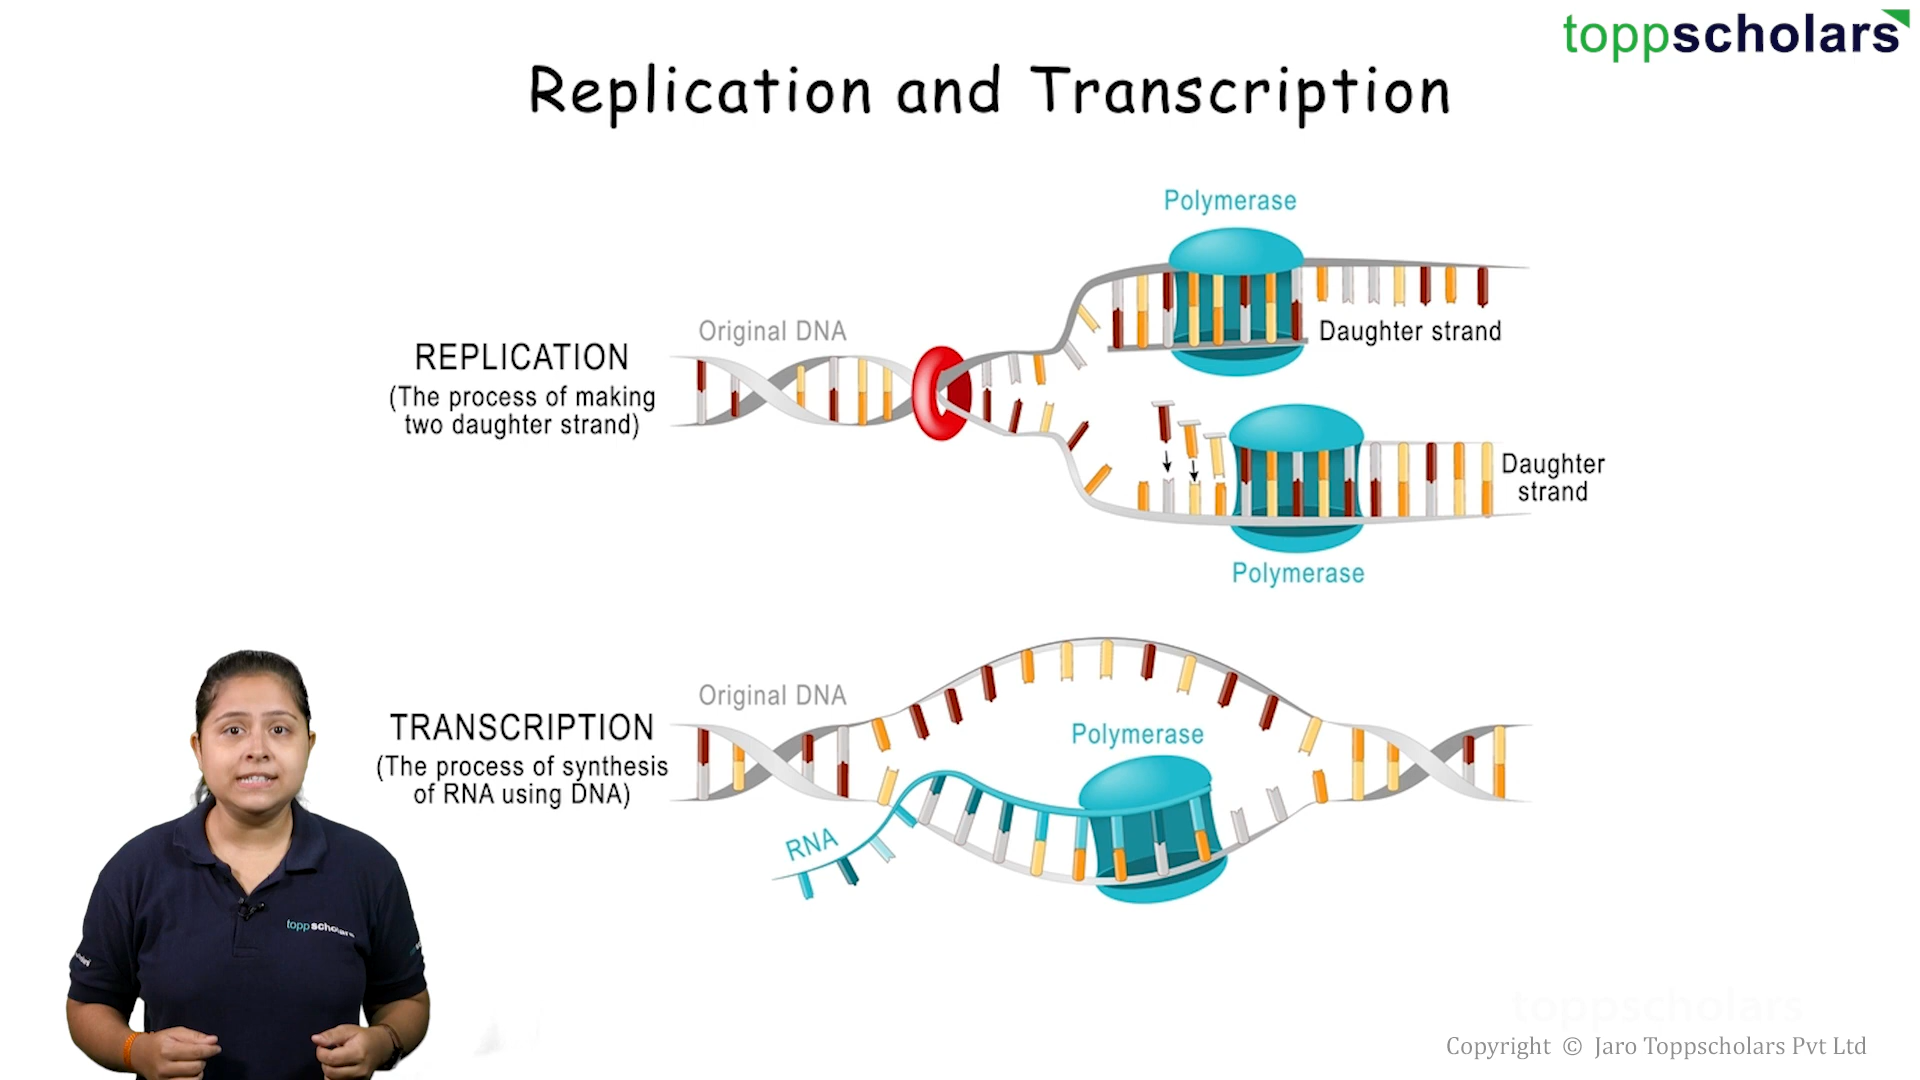 toppscholars
Replication and Transcription
Polymerase
Original DNA
REPLICATION
(The process of making
two daughter strand)
Daughter strand
Daughter
strand
Polymerase
Original DNA
TRANSCRIPTION
(The process of synthesis
of RNA using DNA)
Polymerase
RNA
toppscholars
toppscholars
Copyright © Jaro Toppscholars Pvt Ltd